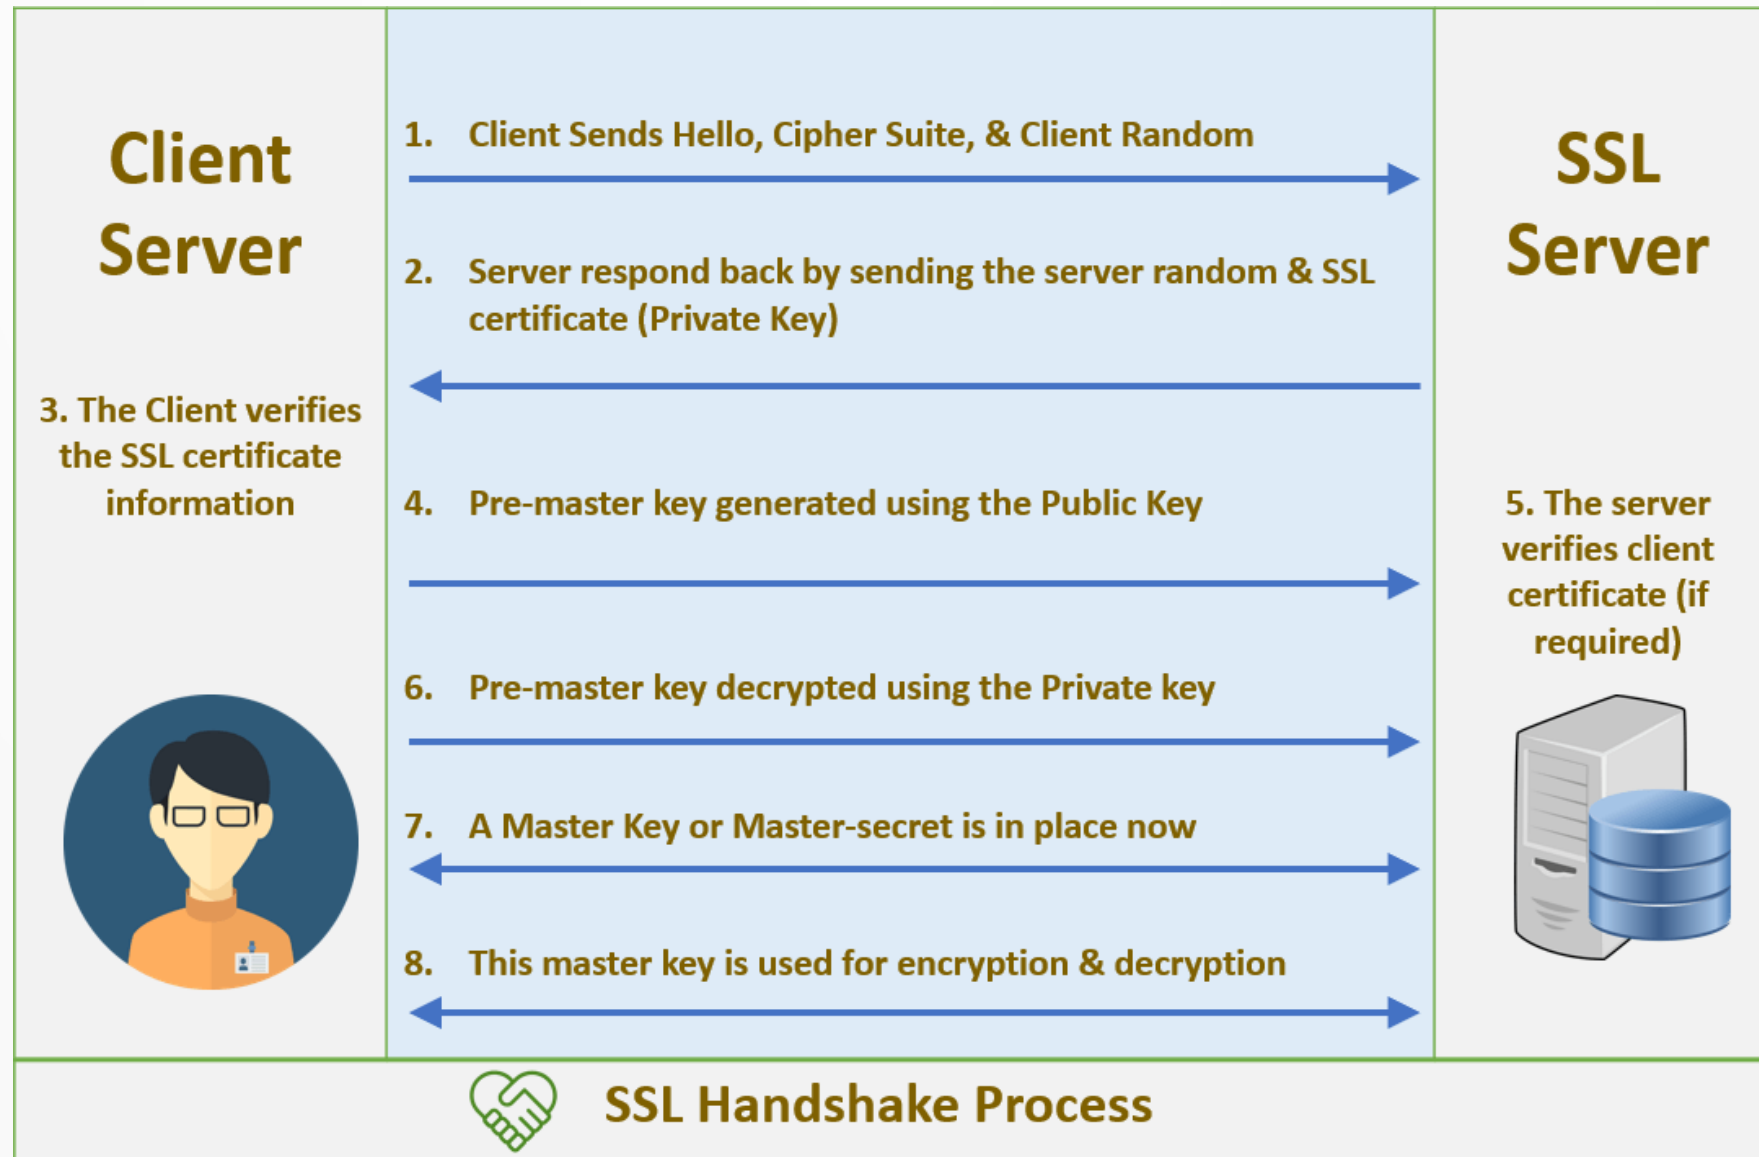 Client
Server
SSL
Server
1. Client Sends Hello, Cipher Suite, & Client Random
2. Server respond back by sending the server random & SSL
certificate (Private Key)
3. The Client verifies
the SSL certificate
information
4. Pre-master key generated using the Public Key
5. The server
verifies client
certificate (if
required)
6. Pre-master key decrypted using the Private key
7. A Master Key or Master-secret is in place now
8. This master key is used for encryption & decryption
SSL Handshake Process